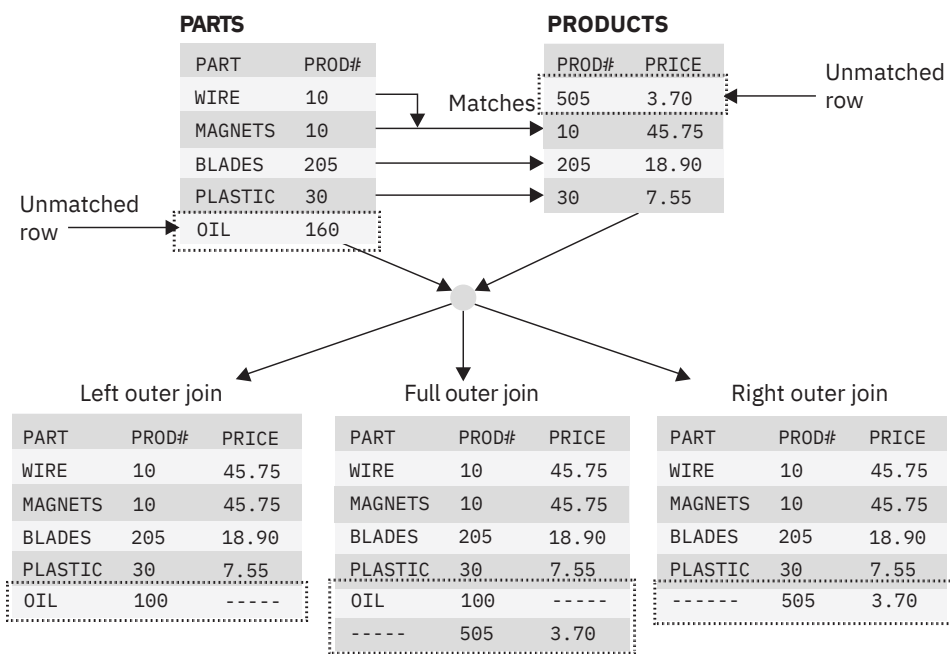 PARTS
PART PROD#
WIRE 10
MAGNETS 10
BLADES 205
PLASTIC 30
OIL 160
Unmatched
row
Matches
PRODUCTS
PROD# PRICE
505 3.70
10 45.75
205 18.90
30 7.55
Unmatched
row
Left outer join
PART PROD# PRICE
WIRE 10 45.75
MAGNETS 10 45.75
BLADES 205 18.90
PLASTIC 30 7.55
OIL 100 -----
Full outer join
PART PROD# PRICE
WIRE 10 45.75
MAGNETS 10 45.75
BLADES 205 18.90
PLASTIC 30 7.55
OIL 100 -----
----- 505 3.70
Right outer join
PART PROD# PRICE
WIRE 10 45.75
MAGNETS 10 45.75
BLADES 205 18.90
PLASTIC 30 7.55
------ 505 3.70